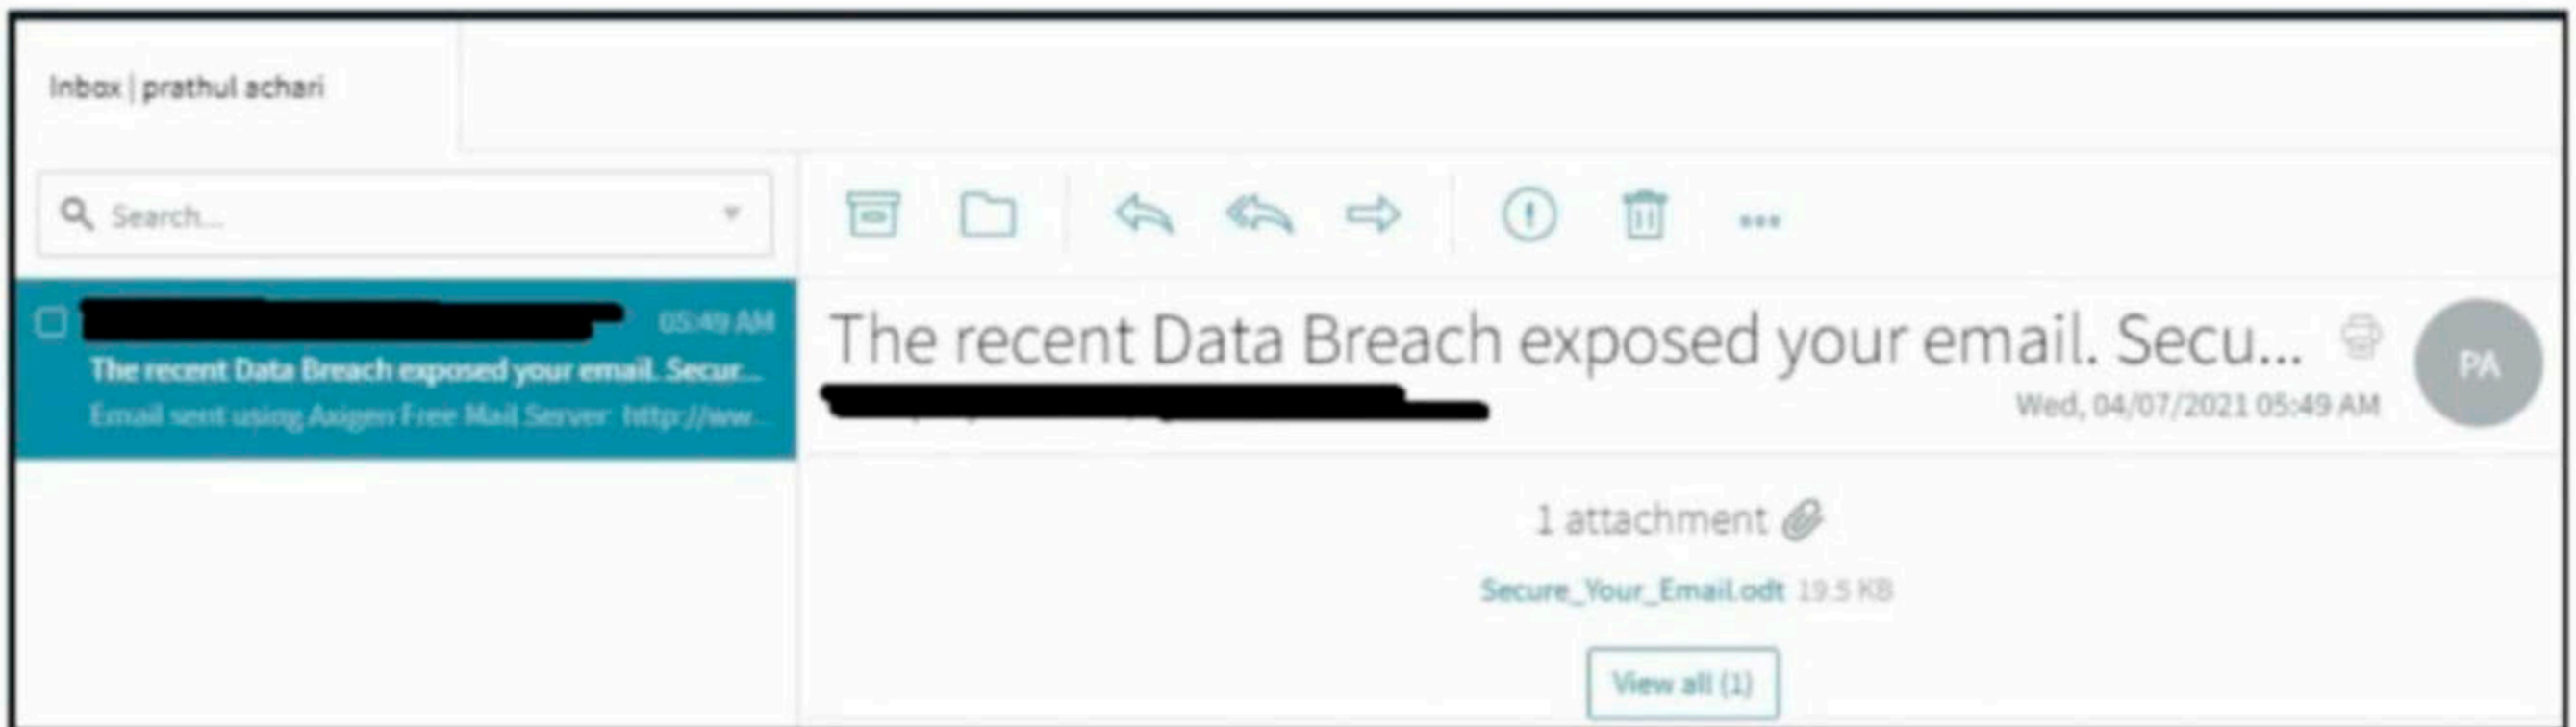 Inbox | prathul achari
Search...
05:49 AM
The recent Data Breach exposed your email. Secur...
Email sent using Axigen Free Mail Server http://ww...
The recent Data Breach exposed your email. Secu...
Wed, 04/07/2021 05:49 AM
PA
1 attachment
Secure_Your_Email.odt 19.5 KB
View all (1)